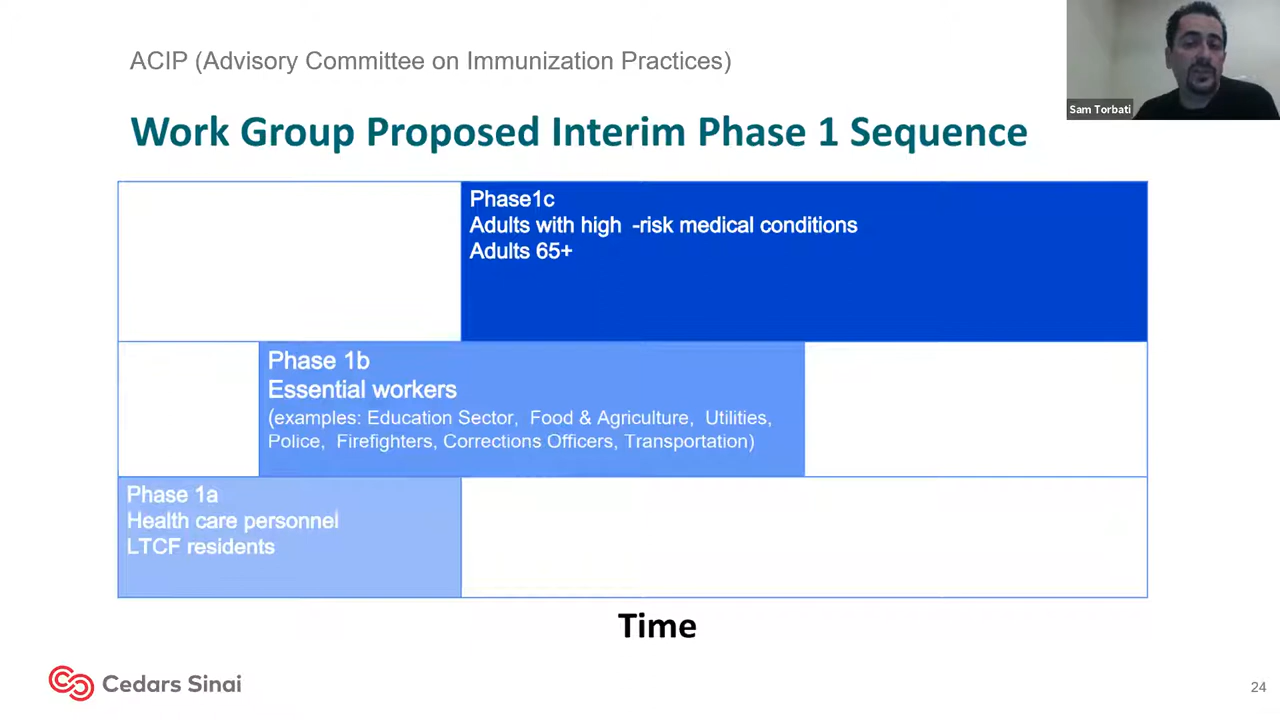 ACIP (Advisory Committee on Immunization Practices)
Sam Torbati
Work Group Proposed Interim Phase 1 Sequence
Phase1c
Adults with high -risk medical conditions
Adults 65+
Phase 1b
Essential workers
(examples: Education Sector, Food & Agriculture, Utilities,
Police, Firefighters, Corrections Officers, Transportation)
Phase 1a
Health care personnel
LTCF residents
Time
Cedars Sinai
24